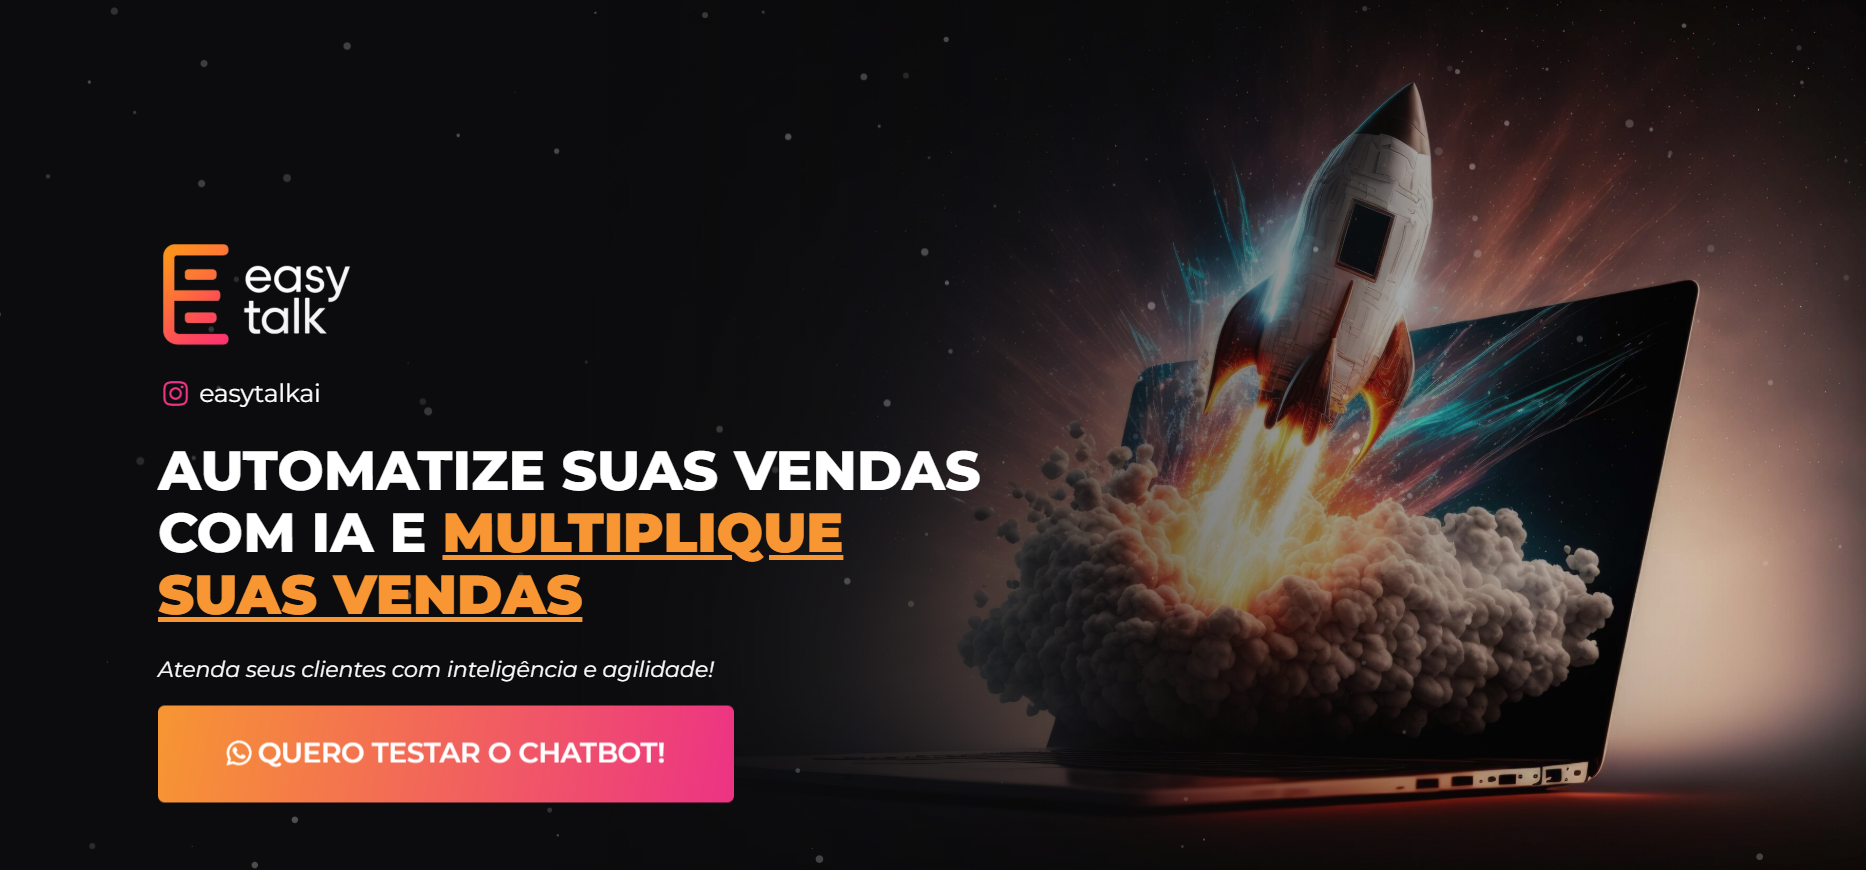 easy
talk
easytalkai
AUTOMATIZE SUAS VENDAS
COM IA E MULTIPLIQUE
SUAS VENDAS
Atenda seus clientes com inteligência e agilidade!
QUERO TESTAR O CHATBOT!